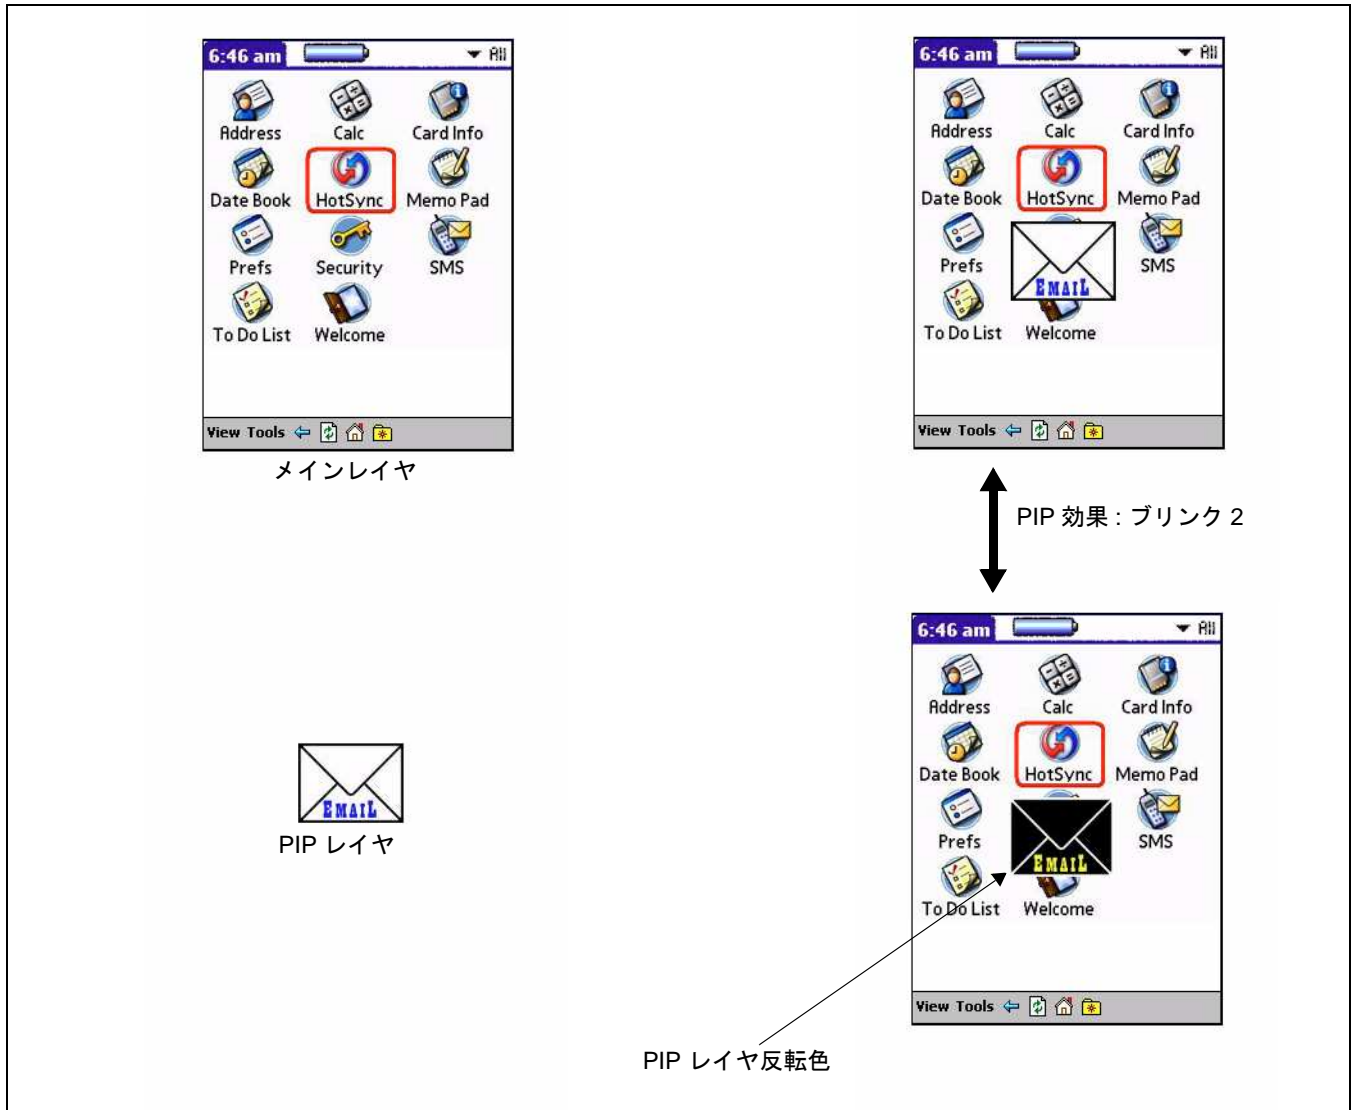 6:46 am All
Address Calc Card Info
Date Book HotSync Memo Pad
Prefs Security SMS
To Do List Welcome
View Tools
メインレイヤ
6:46 am All
Address Calc Card Info
Date Book HotSync Memo Pad
Prefs SMS
EMAIL
To Do List Welcome
View Tools
PIP 効果 : ブリンク 2
EMAIL
PIP レイヤ
6:46 am All
Address Calc Card Info
Date Book HotSync Memo Pad
Prefs SMS
EMAIL
To Do List Welcome
View Tools
PIP レイヤ反転色